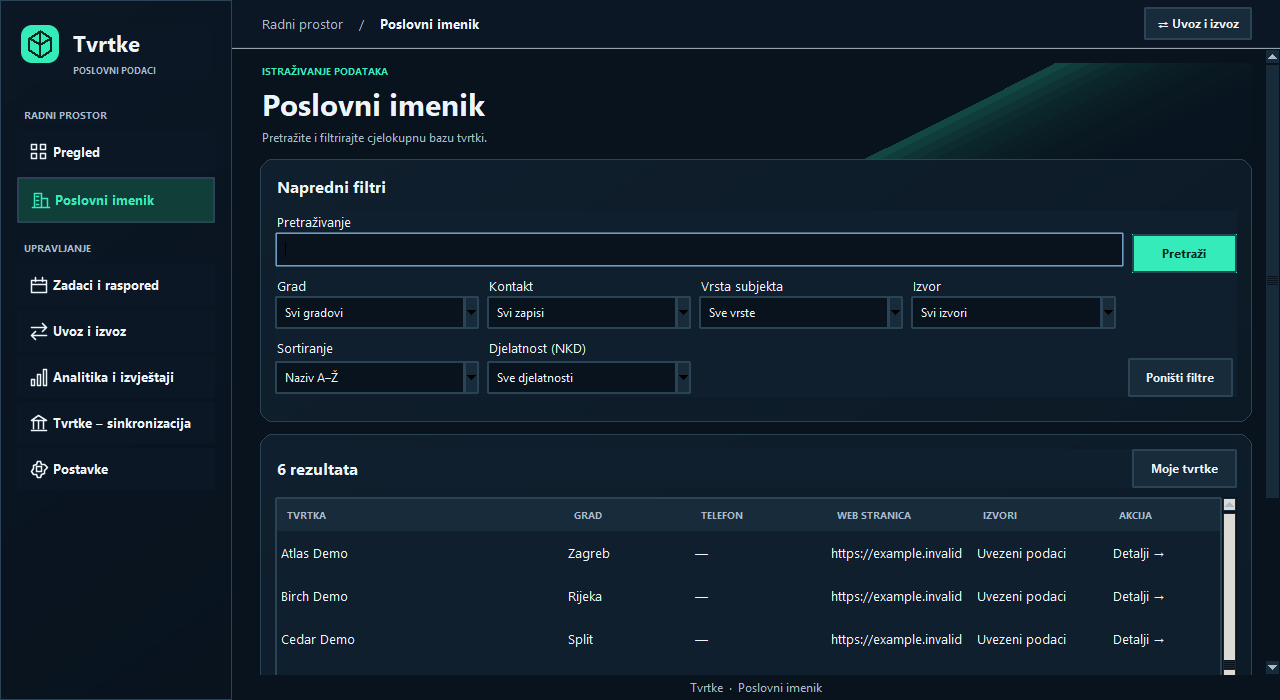 Tvrtke
POSLOVNI PODACI
RADNI PROSTOR
Pregled
Poslovni imenik
UPRAVLJANJE
Zadaci i raspored
Uvoz i izvoz
Analitika i izvještaji
Tvrtke – sinkronizacija
Postavke
Radni prostor / Poslovni imenik
⇄ Uvoz i izvoz
ISTRAŽIVANJE PODATAKA
Poslovni imenik
Pretražite i filtrirajte cjelokupnu bazu tvrtki.
Napredni filtri
Pretraživanje
Pretraži
Grad Kontakt Vrsta subjekta Izvor
Svi gradovi Svi zapisi Sve vrste Svi izvori
Sortiranje Djelatnost (NKD)
Naziv A–Ž Sve djelatnosti Poništi filtre
6 rezultata Moje tvrtke
TVRTKA GRAD TELEFON WEB STRANICA IZVORI AKCIJA
Atlas Demo Zagreb — https://example.invalid Uvezeni podaci Detalji →
Birch Demo Rijeka — https://example.invalid Uvezeni podaci Detalji →
Cedar Demo Split — https://example.invalid Uvezeni podaci Detalji →
Tvrtke · Poslovni imenik